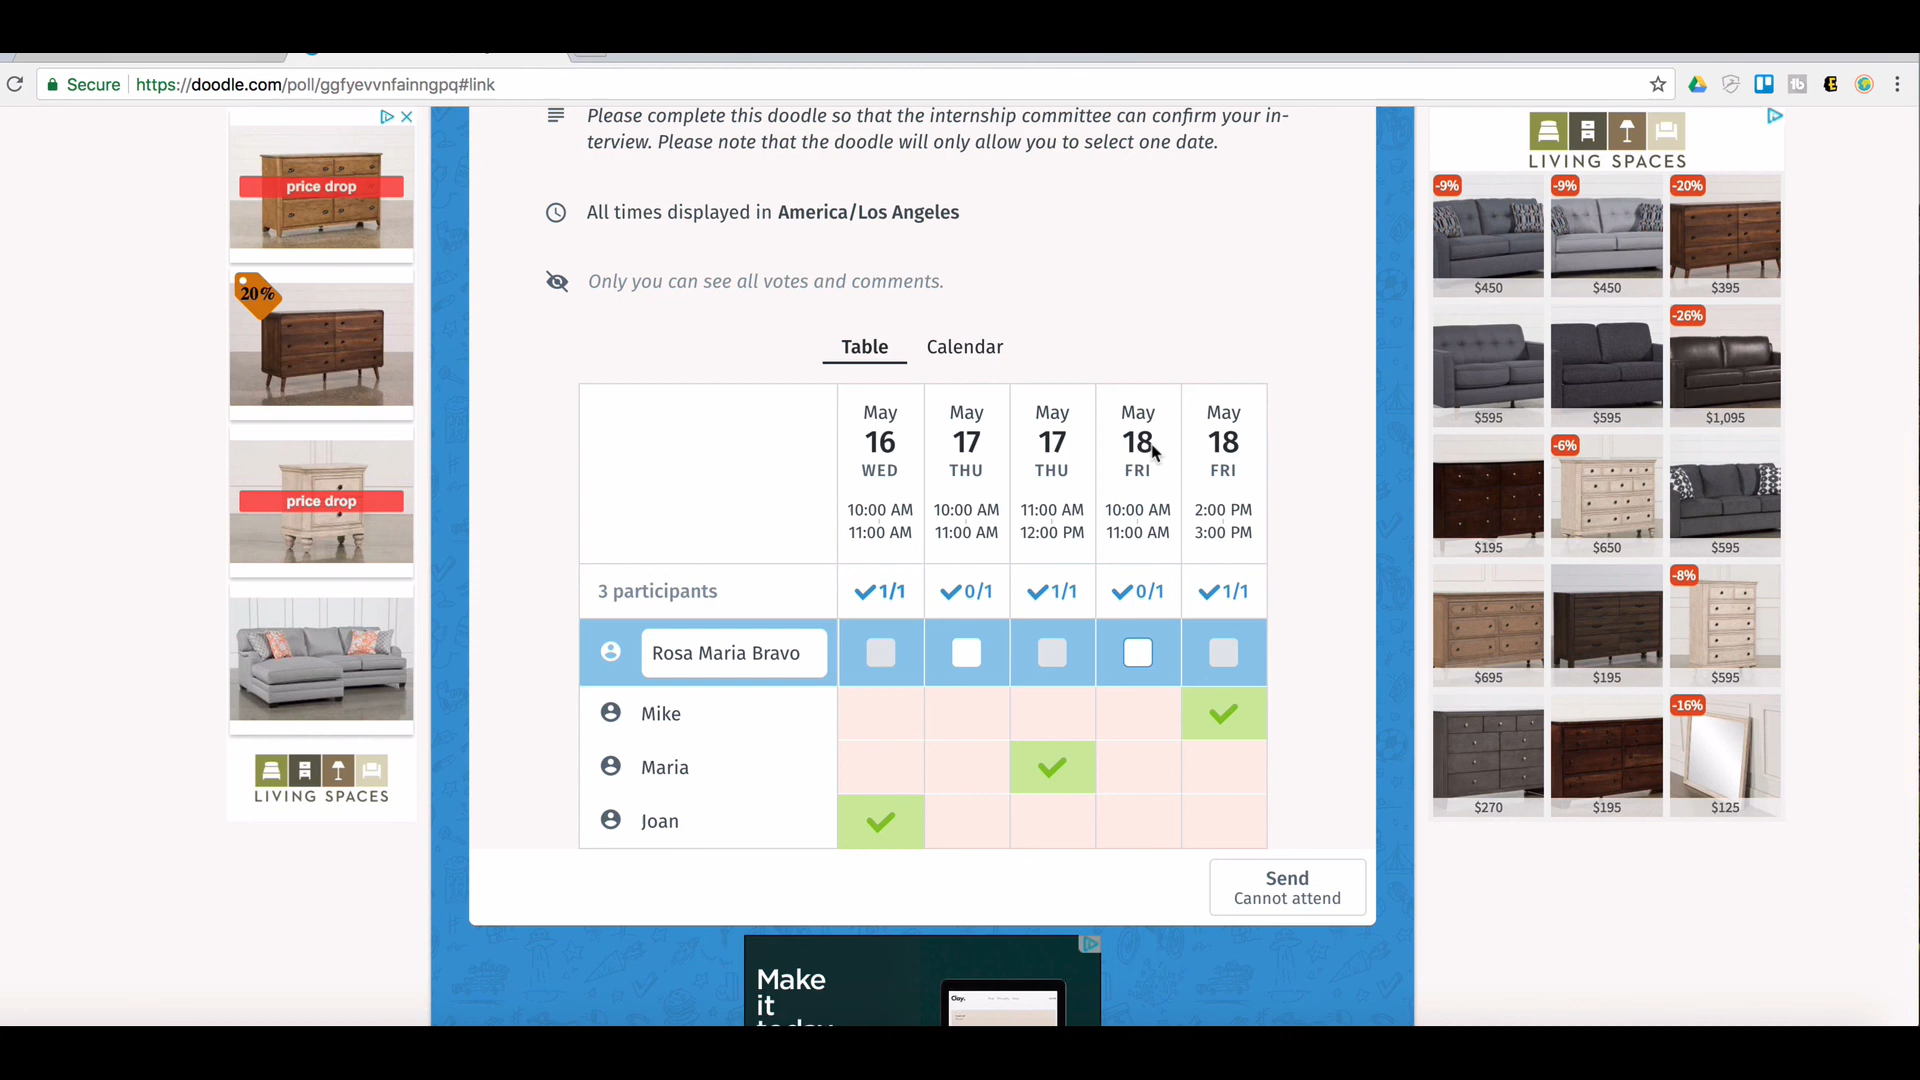 Secure https://doodle.com/poll/ggfyevvnfainngpq#link
Please complete this doodle so that the internship committee can confirm your in-
terview. Please note that the doodle will only allow you to select one date.
All times displayed in America/Los Angeles
Only you can see all votes and comments.
Table Calendar
May May May May May
16 17 17 18 18
WED THU THU FRI FRI
10:00 AM 10:00 AM 11:00 AM 10:00 AM 2:00 PM
11:00 AM 11:00 AM 12:00 PM 11:00 AM 3:00 PM
3 participants 1/1 0/1 1/1 0/1 1/1
Rosa Maria Bravo
Mike
Maria
Joan
Send
Cannot attend
Make
it
today
Clay.
price drop
20%
price drop
LIVING SPACES
LIVING SPACES
-9% -9% -20%
$450 $450 $395
-26%
$595 $595 $1,095
-6%
$195 $650 $595
-8%
$695 $195 $595
-16%
$270 $195 $125